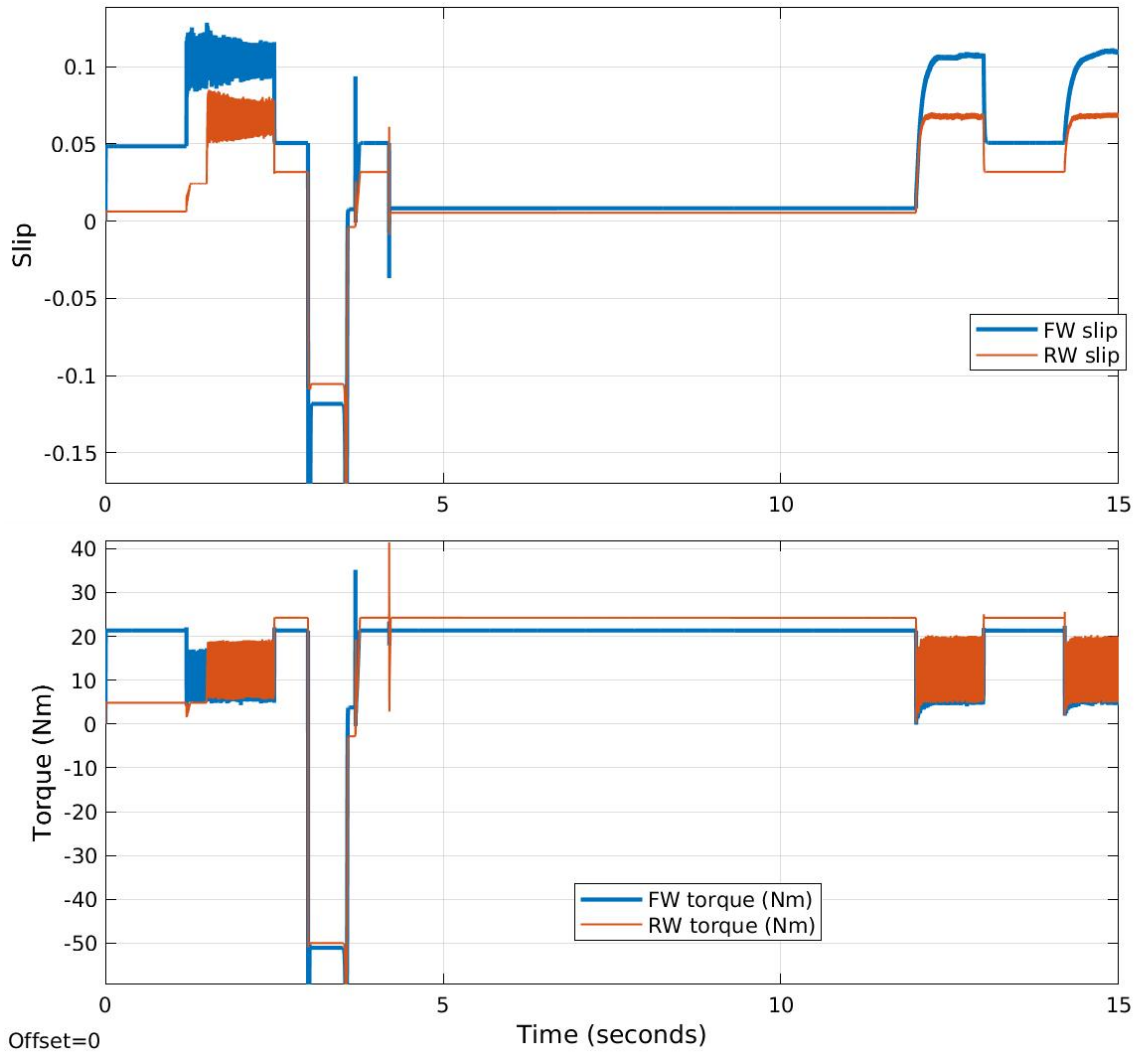 0.1
0.05
0
-0.05
-0.1
-0.15
Slip
0 5 10 15
FW slip
RW slip
40
30
20
10
0
-10
-20
-30
-40
-50
Torque (Nm)
FW torque (Nm)
RW torque (Nm)
0 5 10 15
Time (seconds)
Offset=0